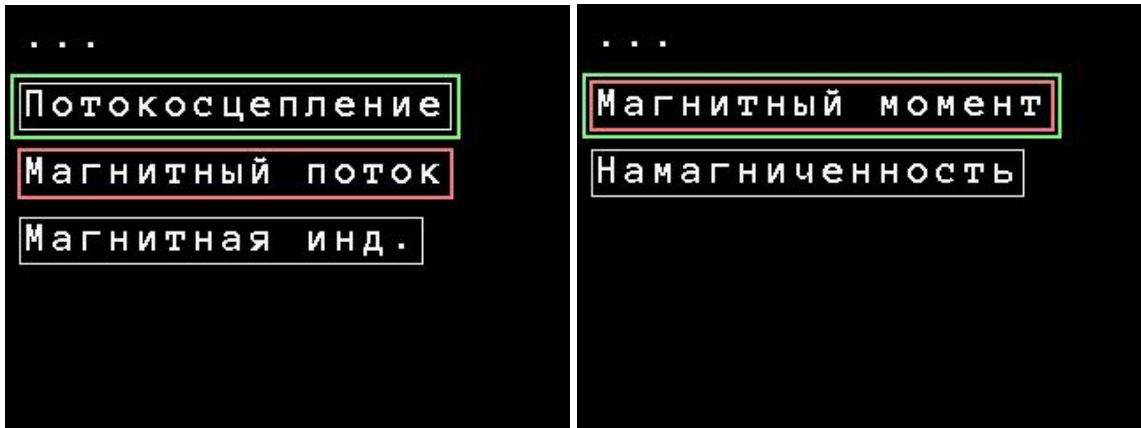 ...
Потокосцепление
Магнитный поток
Магнитная инд.
...
Магнитный момент
Намагниченность